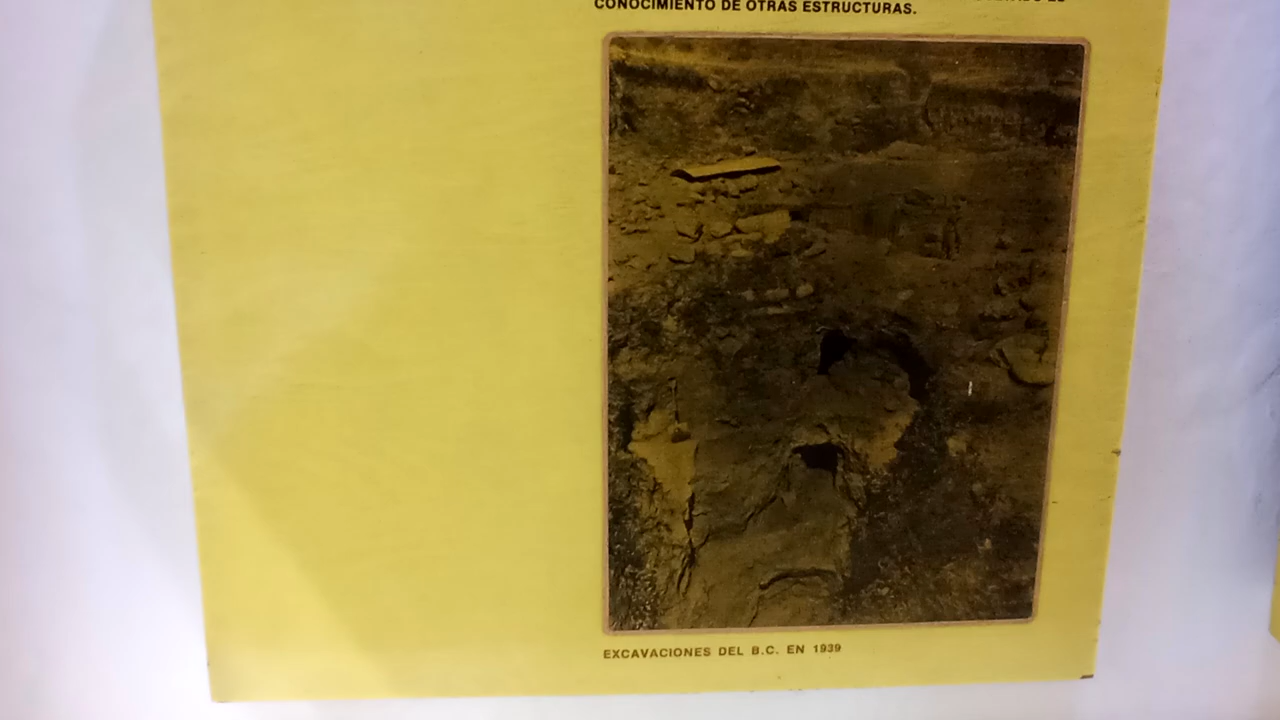 CONOCIMIENTO DE OTRAS ESTRUCTURAS.
EXCAVACIONES DEL B.C. EN 1939